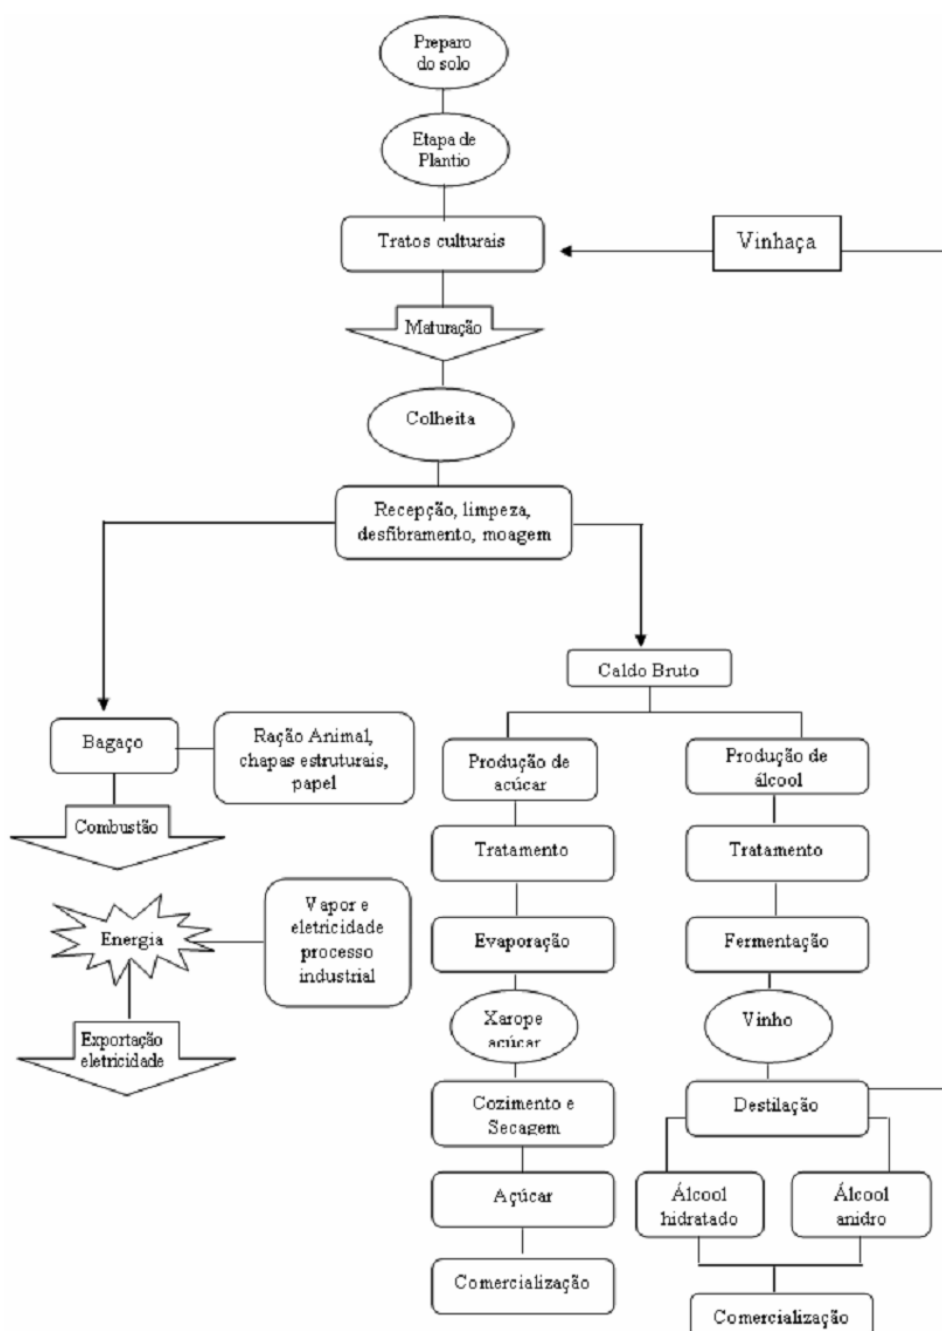 Preparo
do solo
Etapa de
Plantio
Tratos culturais
Vinhaça
Maturação
Colheita
Recepção, limpeza,
desfibramento, moagem
Caldo Bruto
Bagaço
Ração Animal,
chapas estruturais,
papel
Combustão
Energia
Vapor e
eletricidade
processo
industrial
Exportação
eletricidade
Produção de
acúcar
Tratamento
Evaporação
Xarope
acúcar
Cozimento e
Secagem
Açúcar
Comercialização
Produção de
álcool
Tratamento
Fermentação
Vinho
Destilação
Álcool
hidratado
Álcool
anidro
Comercialização